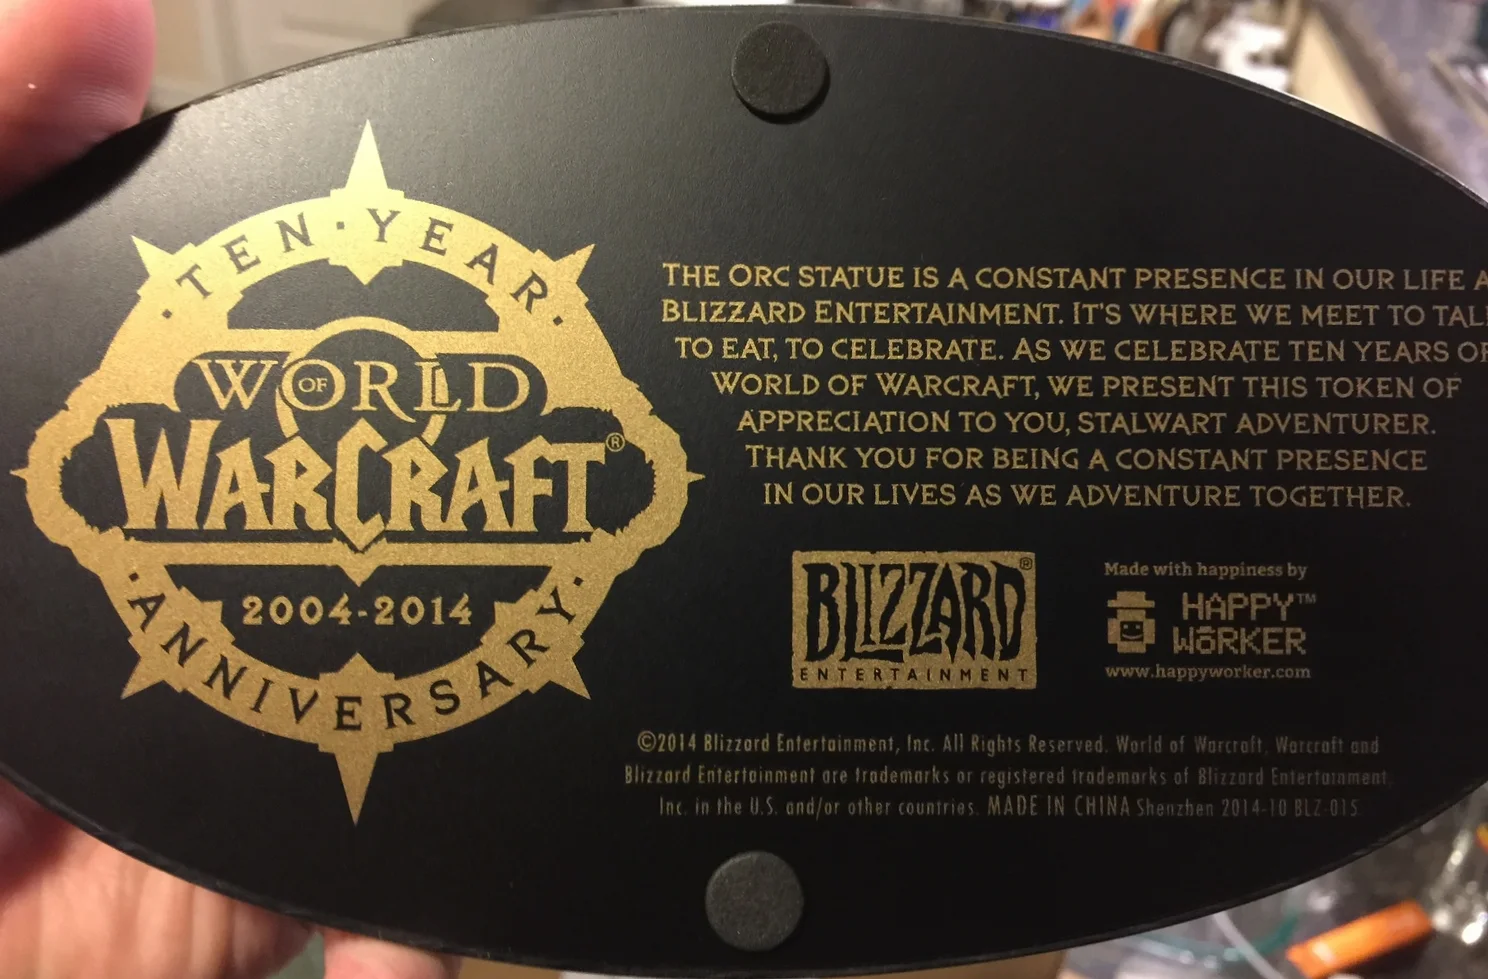 TEN·YEAR
WORLD OF
WARCRAFT®
2004-2014
ANNIVERSARY
THE ORC STATUE IS A CONSTANT PRESENCE IN OUR LIFE
BLIZZARD ENTERTAINMENT. IT'S WHERE WE MEET TO
TO EAT, TO CELEBRATE. AS WE CELEBRATE TEN YEARS
WORLD OF WARCRAFT, WE PRESENT THIS TOKEN OF
APPRECIATION TO YOU, STALWART ADVENTURER.
THANK YOU FOR BEING A CONSTANT PRESENCE
IN OUR LIVES AS WE ADVENTURE TOGETHER.
BLIZZARD®
ENTERTAINMENT
Made with happiness by
HAPPY™
WŌRKER
www.happyworker.com
©2014 Blizzard Entertainment, Inc. All Rights Reserved. World of Warcraft, Warcraft and
Blizzard Entertainment are trademarks or registered trademarks of Blizzard Entertainment,
Inc. in the U.S. and/or other countries. MADE IN CHINA Shenzhen 2014-10 BLZ-015